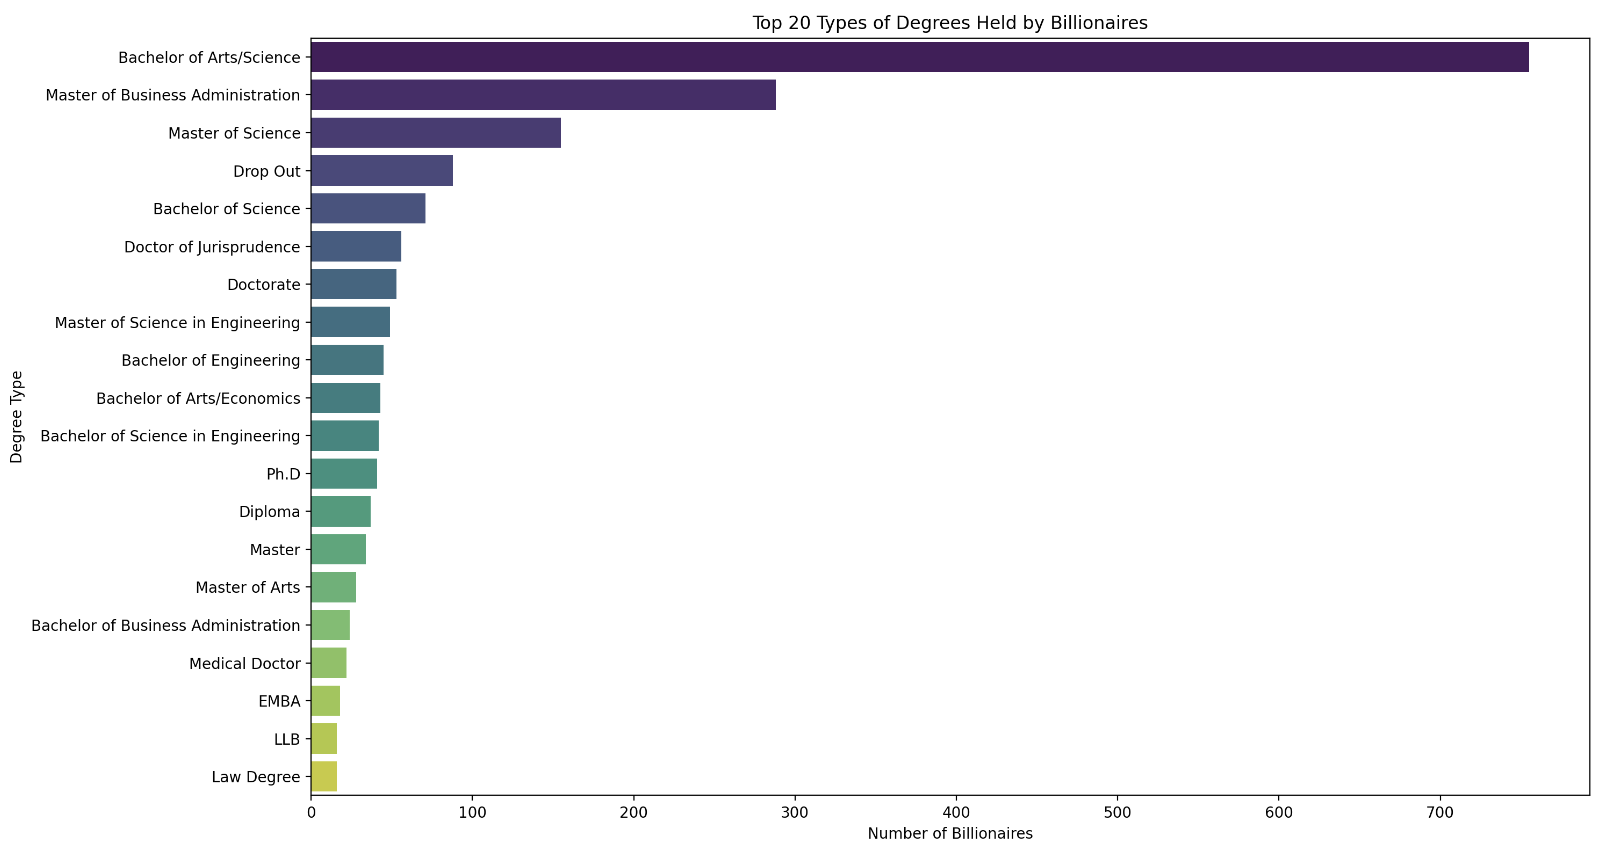 Top 20 Types of Degrees Held by Billionaires
Degree Type
Bachelor of Arts/Science
Master of Business Administration
Master of Science
Drop Out
Bachelor of Science
Doctor of Jurisprudence
Doctorate
Master of Science in Engineering
Bachelor of Engineering
Bachelor of Arts/Economics
Bachelor of Science in Engineering
Ph.D
Diploma
Master
Master of Arts
Bachelor of Business Administration
Medical Doctor
EMBA
LLB
Law Degree
0 100 200 300 400 500 600 700
Number of Billionaires